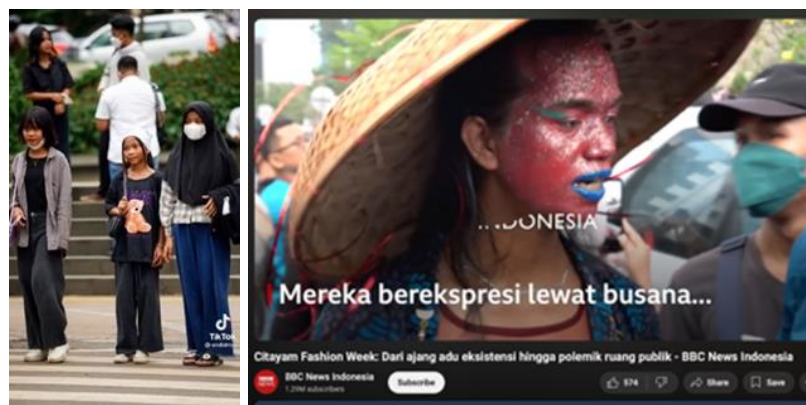 TikTok
INDONESIA
Mereka berekspresi lewat busana...
Citayam Fashion Week: Dari ajang adu eksistensi hingga polemik ruang publik - BBC News Indonesia
BBC News Indonesia
1.29M subscribers
Subscribe
574
Share
Save